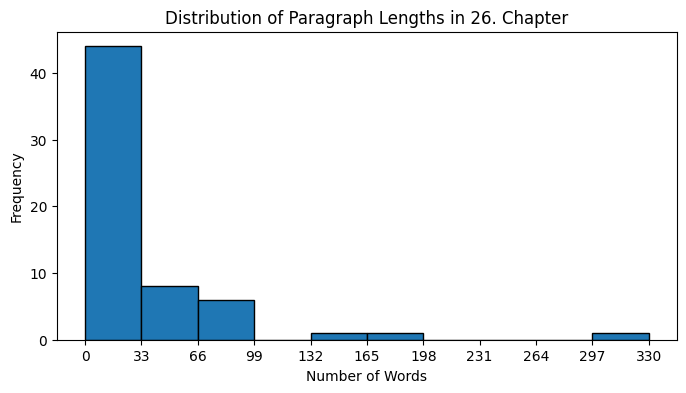 Distribution of Paragraph Lengths in 26. Chapter
Frequency
40
30
20
10
0
0 33 66 99 132 165 198 231 264 297 330
Number of Words